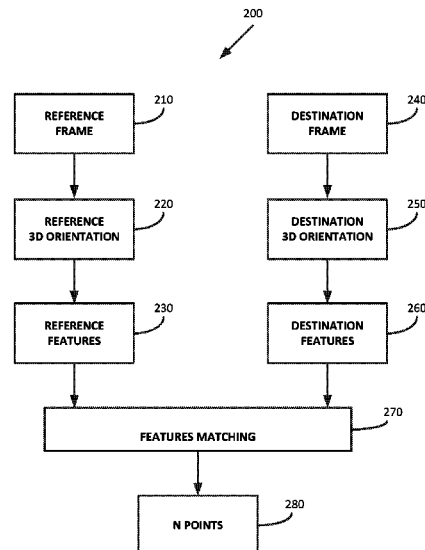 200
210
REFERENCE
FRAME
240
DESTINATION
FRAME
220
REFERENCE
3D ORIENTATION
250
DESTINATION
3D ORIENTATION
230
REFERENCE
FEATURES
260
DESTINATION
FEATURES
270
FEATURES MATCHING
280
N POINTS